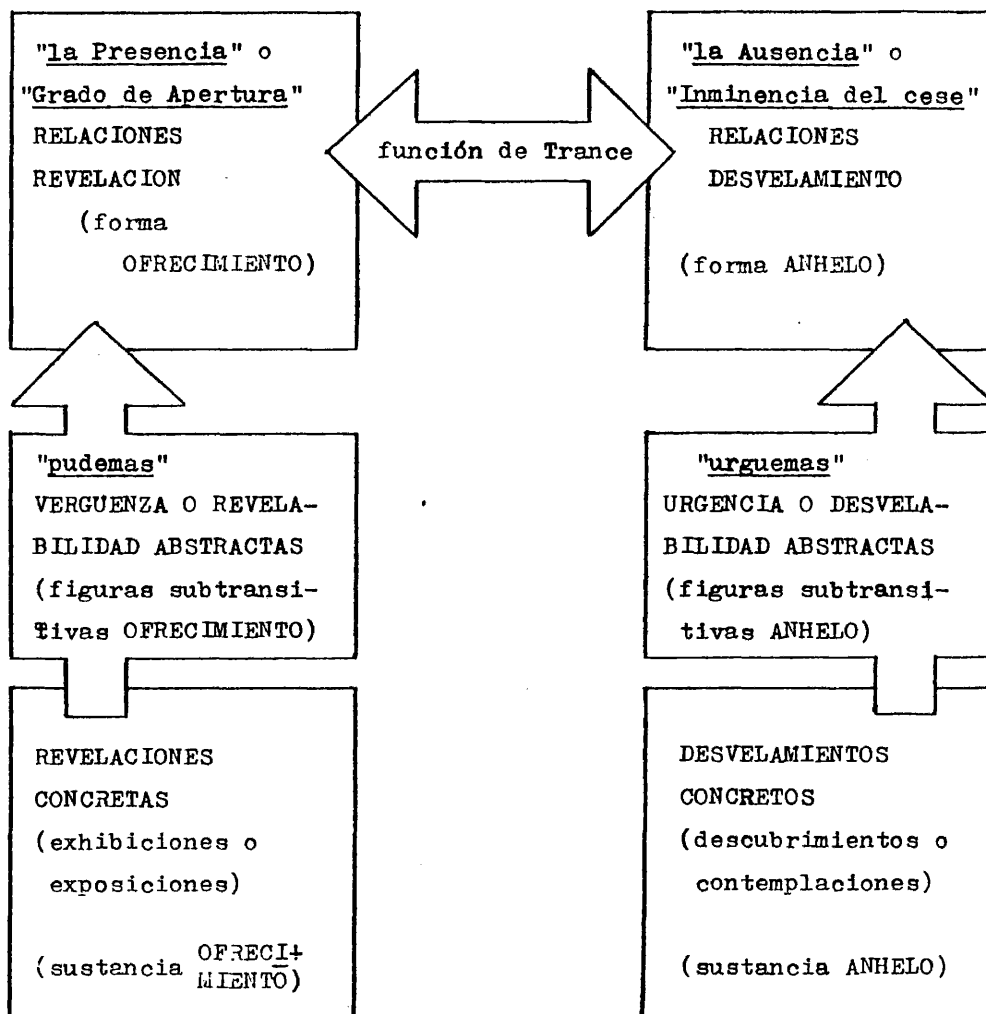 "la Presencia" o
"Grado de Apertura"
RELACIONES
REVELACION
(forma
OFRECIMIENTO)
función de Trance
"la Ausencia" o
"Inminencia del cese"
RELACIONES
DESVELAMIENTO
(forma ANHELO)
"pudemas"
VERGUENZA O REVELA-
BILIDAD ABSTRACTAS
(figuras subtransi-
tivas OFRECIMIENTO)
"urguemas"
URGENCIA O DESVELA-
BILIDAD ABSTRACTAS
(figuras subtransi-
tivas ANHELO)
REVELACIONES
CONCRETAS
(exhibiciones o
exposiciones)
(sustancia OFRECI-
MIENTO)
DESVELAMIENTOS
CONCRETOS
(descubrimientos o
contemplaciones)
(sustancia ANHELO)